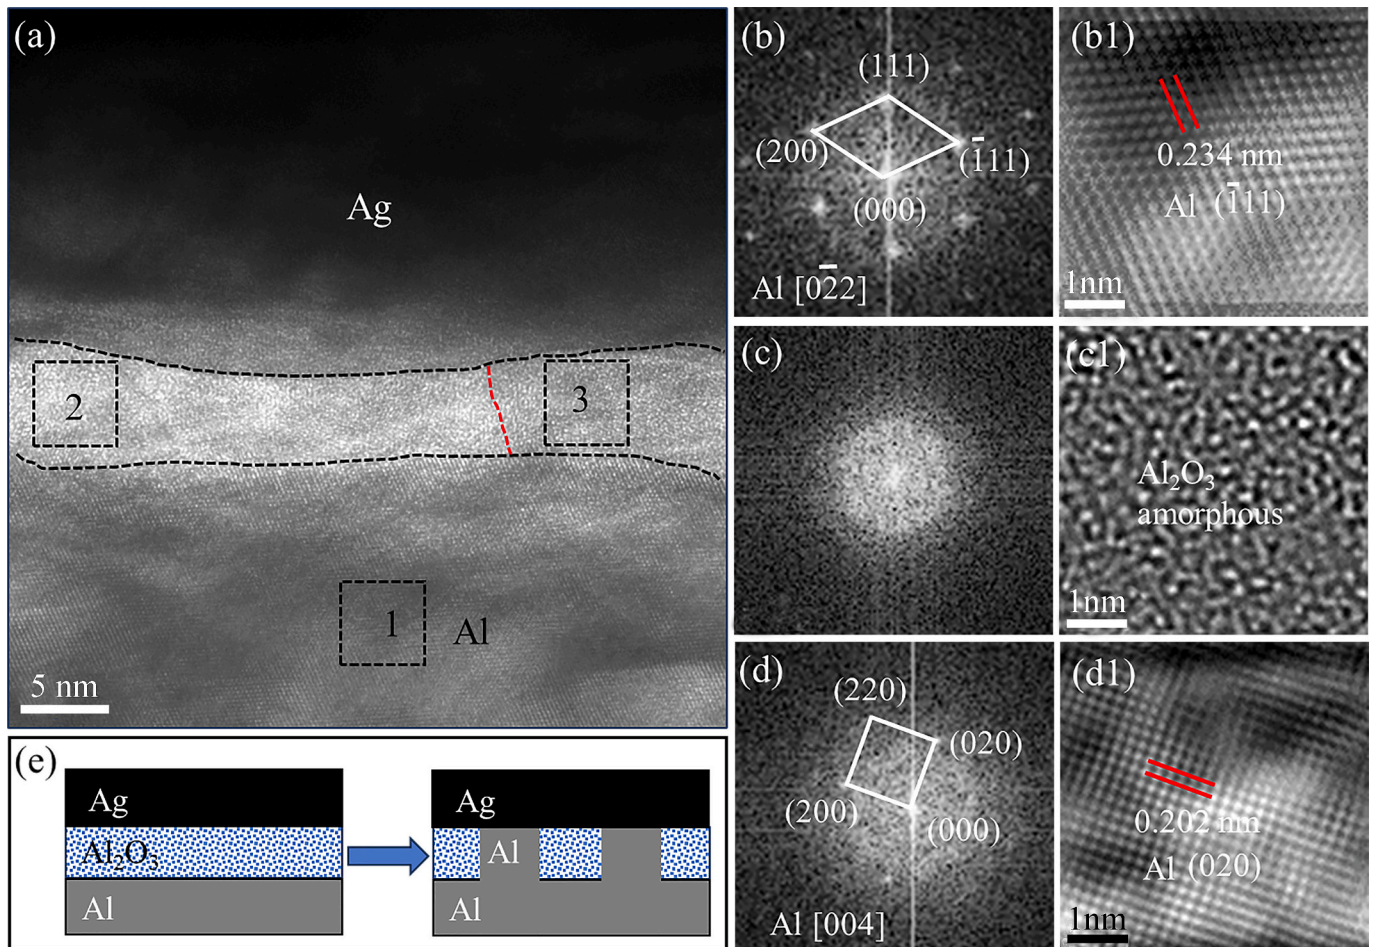 (a)
Ag
2
3
1
Al
5 nm
(b)
(111)
(200)
(1̄11)
(000)
Al [02̄2]
(b1)
0.234 nm
Al (1̄11)
1nm
(c)
(c1)
Al₂O₃
amorphous
1nm
(d)
(220)
(020)
(200)
(000)
Al [004]
(d1)
0.202 nm
Al (020)
1nm
(e)
Ag
Al₂O₃
Al
Ag
Al
Al